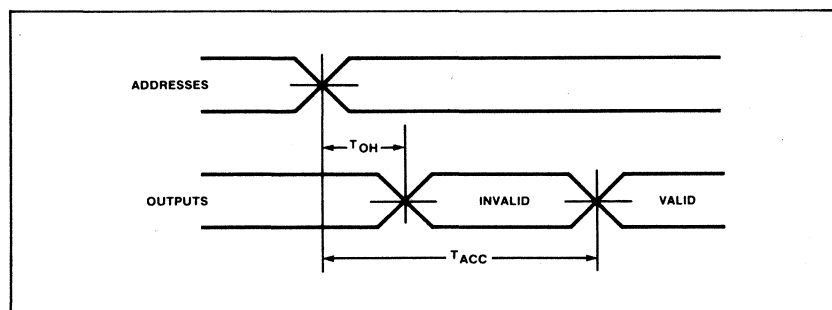 ADDRESSES
TOH
OUTPUTS
INVALID
VALID
TACC